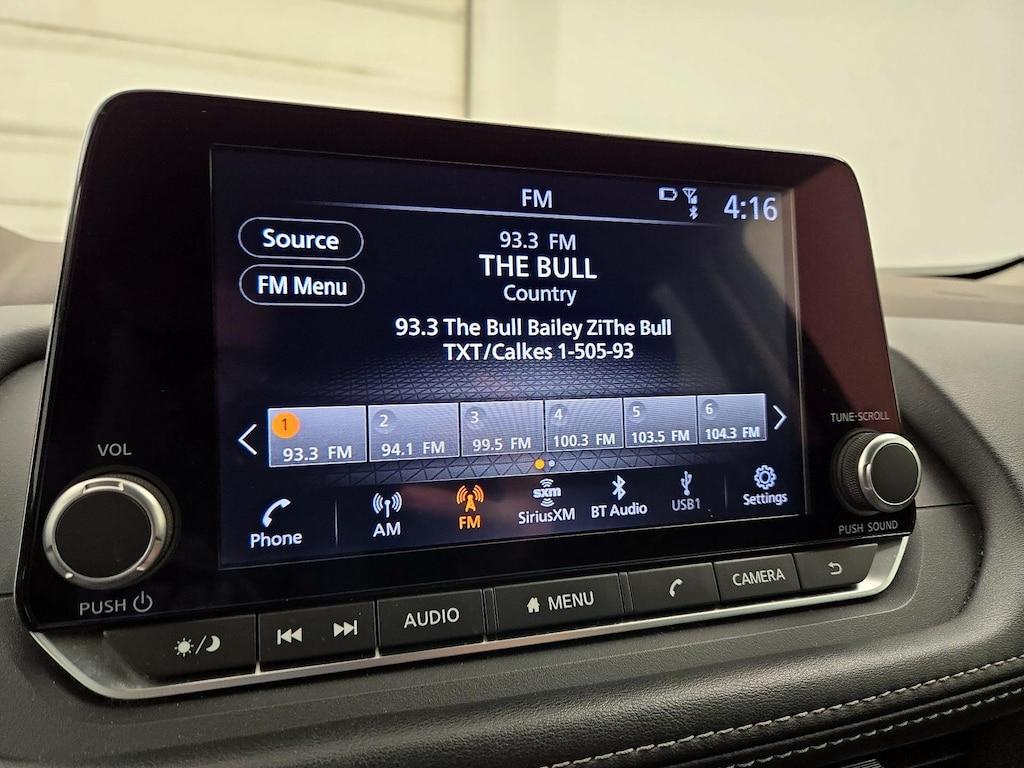 FM
4:16
Source
FM Menu
93.3 FM
THE BULL
Country
93.3 The Bull Bailey ZiThe Bull
TXT/Calkes 1-505-93
1 2 3 4 5 6
93.3 FM 94.1 FM 99.5 FM 100.3 FM 103.5 FM 104.3 FM
Phone AM FM SiriusXM BT Audio USB1 Settings
sxm
VOL
PUSH
TUNE·SCROLL
PUSH SOUND
AUDIO MENU CAMERA